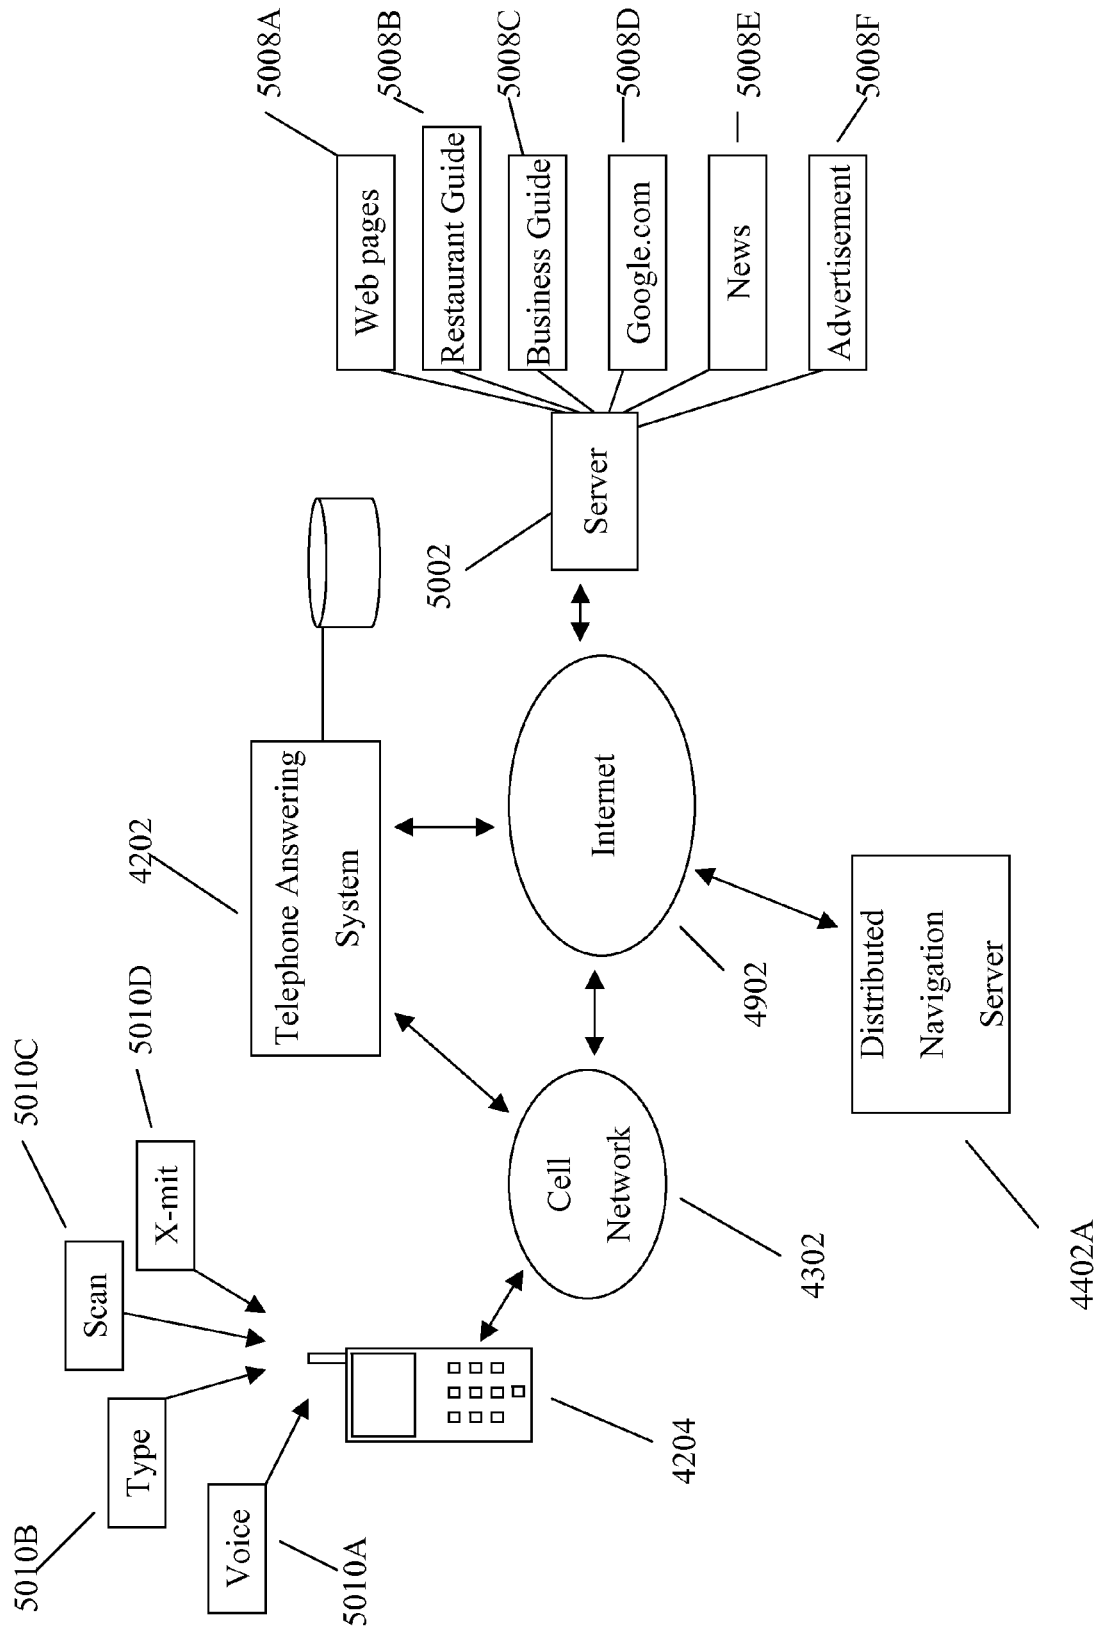 5010B
Type
Scan
5010C
5010A
Voice
X-mit
5010D
4202
Telephone Answering
System
4204
Cell
Network
4302
Internet
4902
Distributed
Navigation
Server
4402A
5002
Server
Web pages
5008A
Restaurant Guide
5008B
Business Guide
5008C
Google.com
5008D
News
5008E
Advertisement
5008F